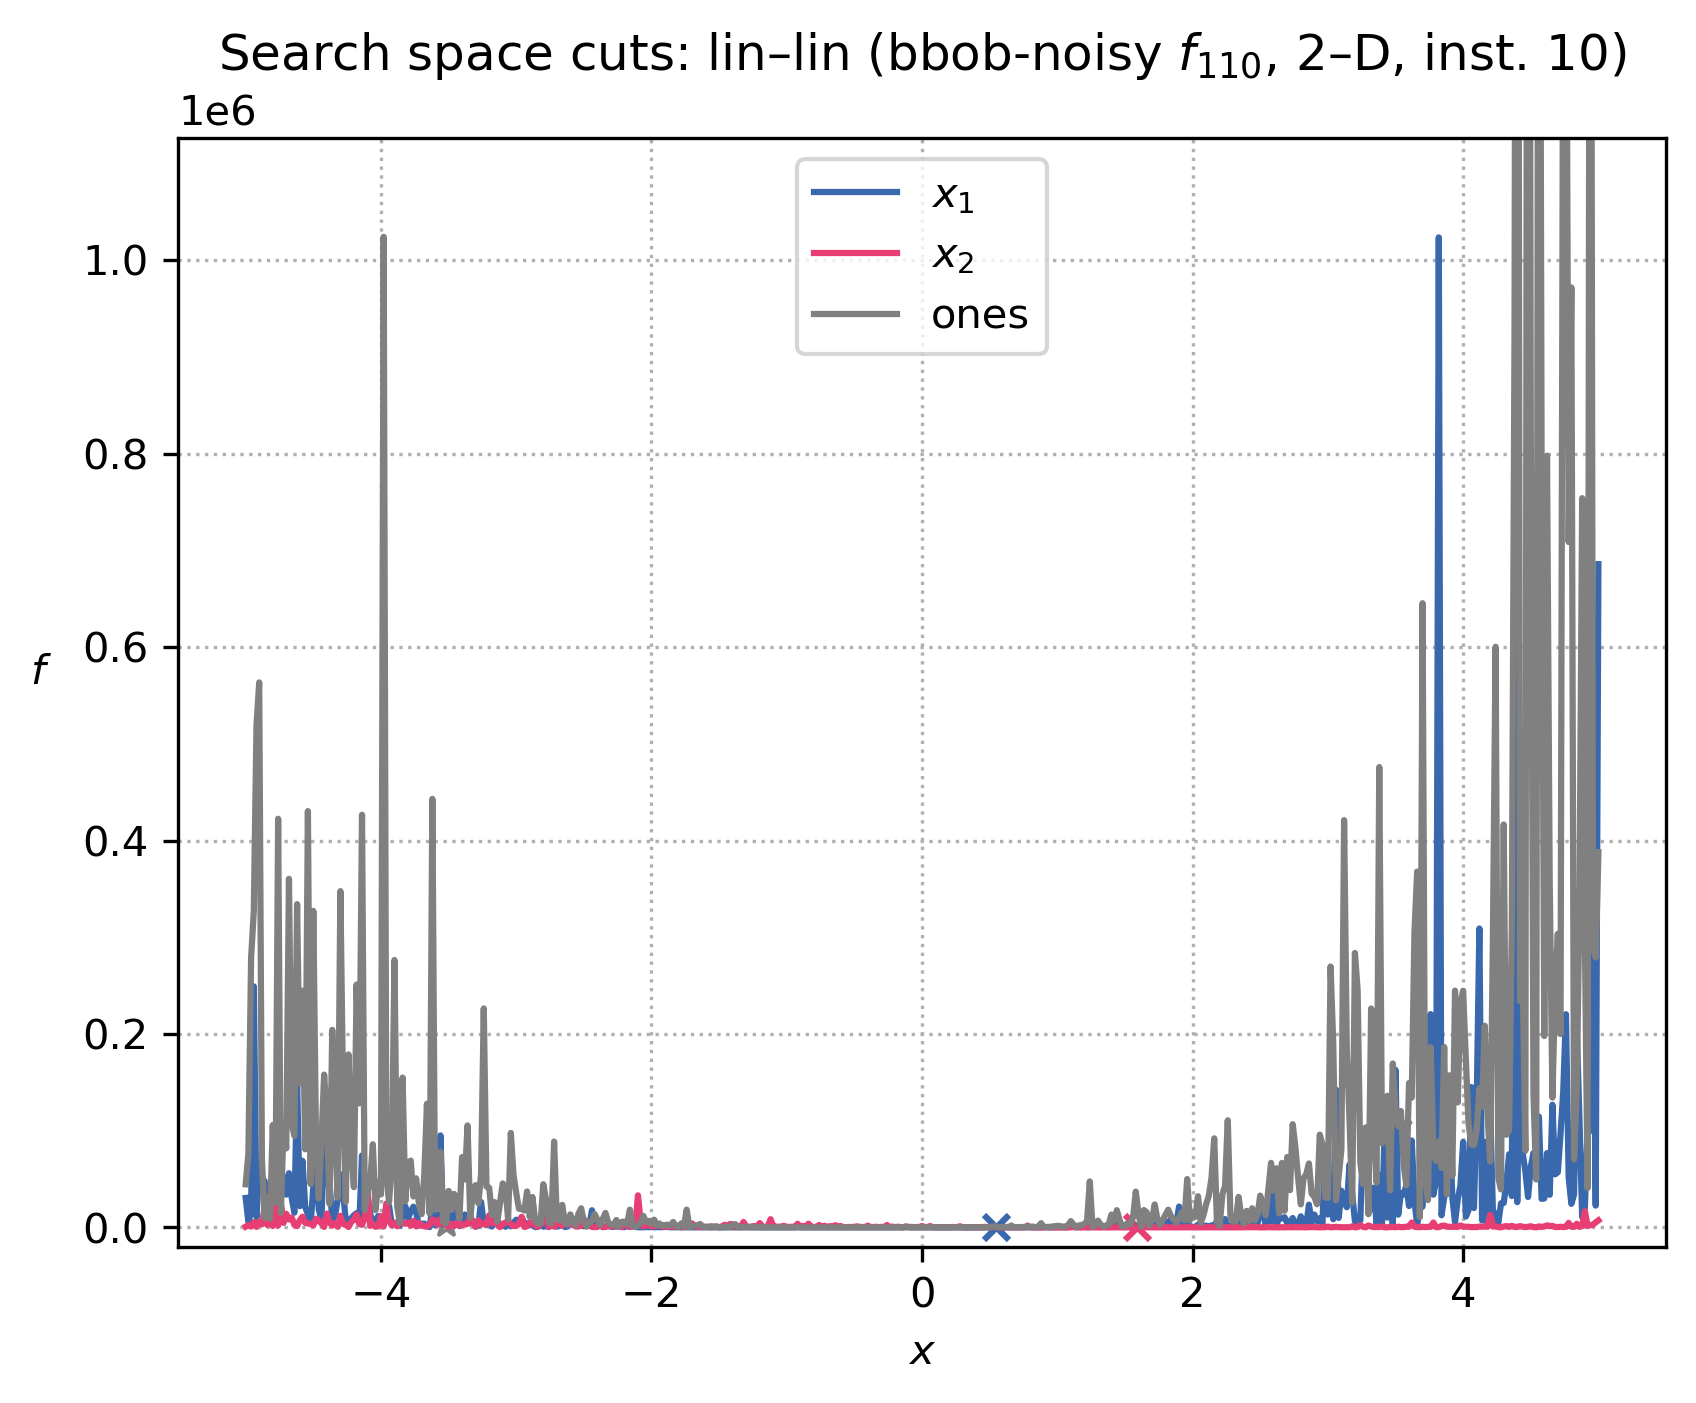 Search space cuts: lin–lin (bbob-noisy f110, 2–D, inst. 10)
1e6
x1
x2
ones
1.0
0.8
0.6
0.4
0.2
0.0
f
−4
−2
0
2
4
x